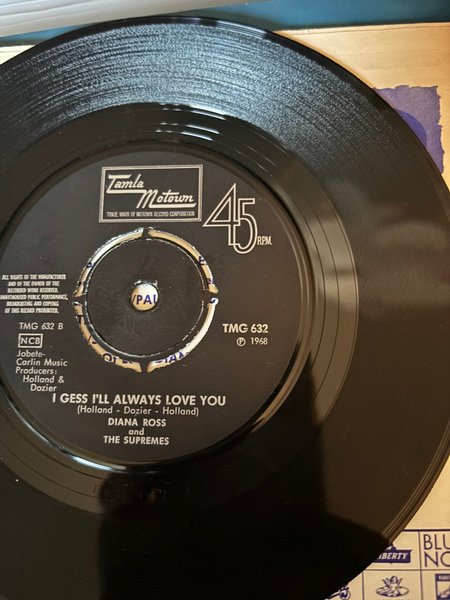 Tamla
Motown
TRADE MARK OF MOTOWN RECORD CORPORATION
45
RPM.
ALL RIGHTS OF THE MANUFACTURER
AND OF THE OWNER OF THE
RECORDED WORK RESERVED.
UNAUTHORISED PUBLIC PERFORMANCE,
BROADCASTING AND COPYING
OF THIS RECORD PROHIBITED.
TMG 632 B
NCB
Jobete-
Carlin Music
Producers:
Holland &
Dozier
TMG 632
℗ 1968
I GESS I'LL ALWAYS LOVE YOU
(Holland - Dozier - Holland)
DIANA ROSS
and
THE SUPREMES
LIBERTY
BLU
NO